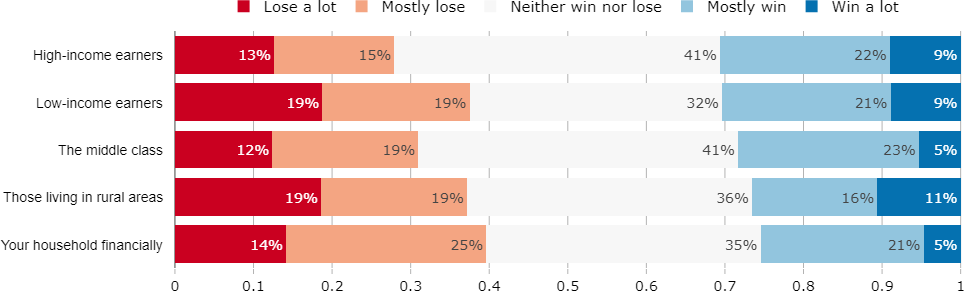 Lose a lot Mostly lose Neither win nor lose Mostly win Win a lot
High-income earners 13% 15% 41% 22% 9%
Low-income earners 19% 19% 32% 21% 9%
The middle class 12% 19% 41% 23% 5%
Those living in rural areas 19% 19% 36% 16% 11%
Your household financially 14% 25% 35% 21% 5%
0 0.1 0.2 0.3 0.4 0.5 0.6 0.7 0.8 0.9 1